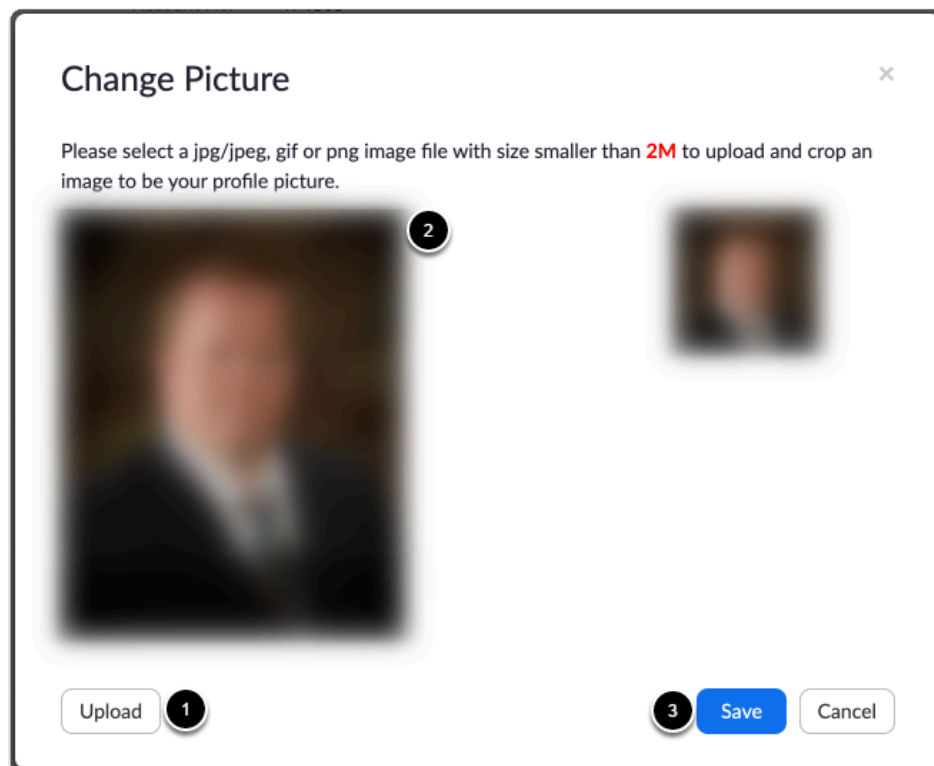 Change Picture
×
Please select a jpg/jpeg, gif or png image file with size smaller than 2M to upload and crop an
image to be your profile picture.
2
Upload 1 3 Save Cancel